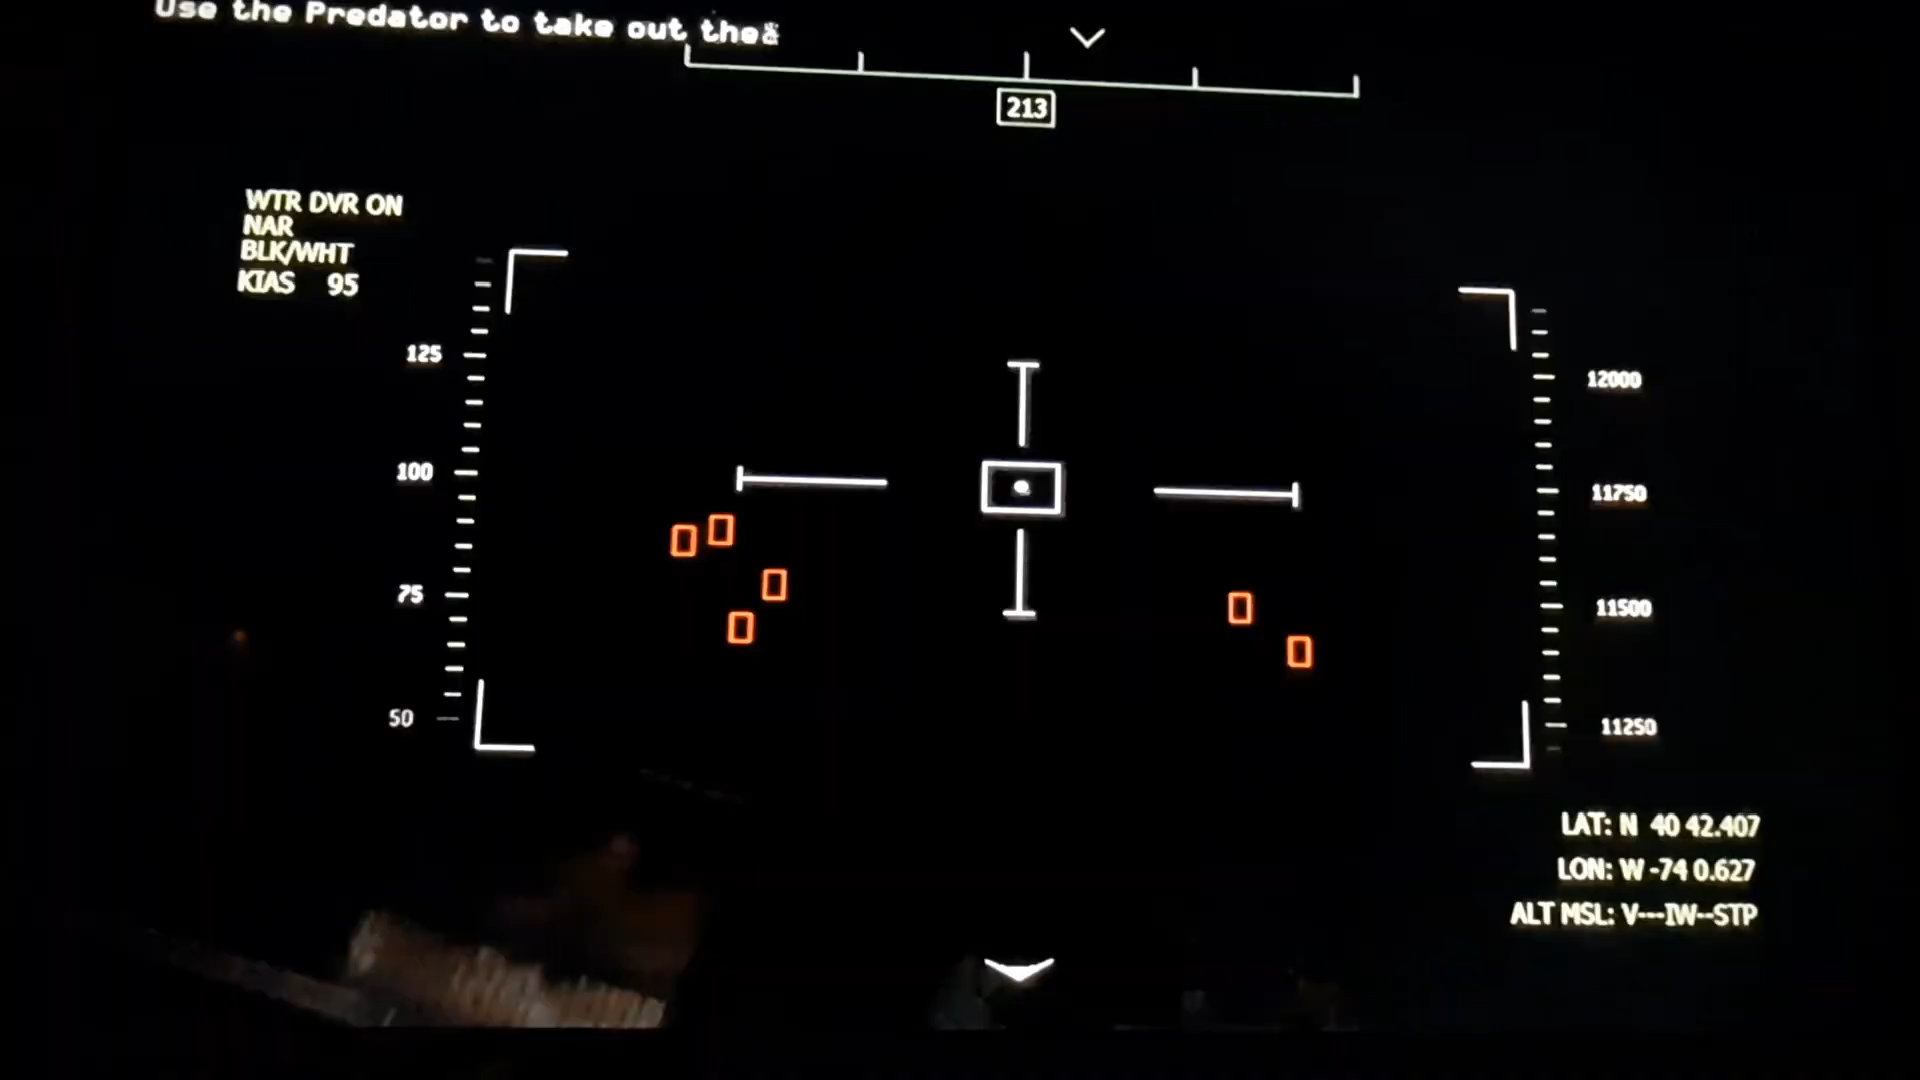 Use the Predator to take out the
213
WTR DVR ON
NAR
BLK/WHT
KIAS 95
125
100
75
50
12000
11750
11500
11250
LAT: N 40 42.407
LON: W -74 0.627
ALT MSL: V---IW--STP